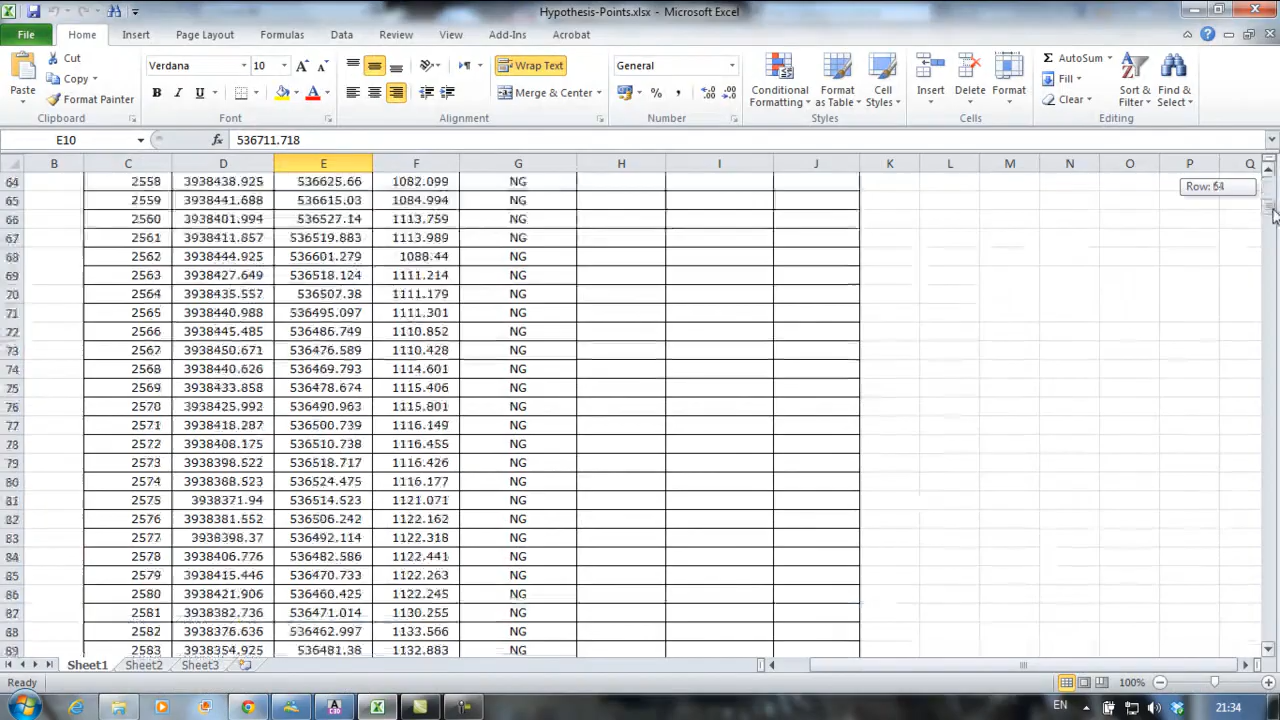 Hypothesis-Points.xlsx - Microsoft Excel
File Home Insert Page Layout Formulas Data Review View Add-Ins Acrobat
Paste
Cut
Copy
Format Painter
Clipboard
Verdana 10
B I U
Font
Wrap Text
Merge & Center
Alignment
General
Number
Conditional Formatting
Format as Table
Cell Styles
Styles
Insert
Delete
Format
Cells
AutoSum
Fill
Clear
Sort & Filter
Find & Select
Editing
E10 fx 536711.718
B C D E F G H I J K L M N O P Q
64 2558 3938438.925 536625.66 1082.099 NG
Row: 64
65 2559 3938441.688 536615.03 1084.994 NG
66 2560 3938401.994 536527.14 1113.759 NG
67 2561 3938411.857 536519.883 1113.989 NG
68 2562 3938444.925 536601.279 1088.44 NG
69 2563 3938427.649 536518.124 1111.214 NG
70 2564 3938435.557 536507.38 1111.179 NG
71 2565 3938440.988 536495.097 1111.301 NG
72 2566 3938445.485 536486.749 1110.852 NG
73 2567 3938450.671 536476.589 1110.428 NG
74 2568 3938440.626 536469.793 1114.601 NG
75 2569 3938433.858 536478.674 1115.406 NG
76 2570 3938425.992 536490.963 1115.801 NG
77 2571 3938418.287 536500.739 1116.149 NG
78 2572 3938408.175 536510.738 1116.455 NG
79 2573 3938398.522 536518.717 1116.426 NG
80 2574 3938388.523 536524.475 1116.177 NG
81 2575 3938371.94 536514.523 1121.071 NG
82 2576 3938381.552 536506.242 1122.162 NG
83 2577 3938398.37 536492.114 1122.318 NG
84 2578 3938406.776 536482.586 1122.441 NG
85 2579 3938415.446 536470.733 1122.263 NG
86 2580 3938421.906 536460.425 1122.245 NG
87 2581 3938382.736 536471.014 1130.255 NG
88 2582 3938376.636 536462.997 1133.566 NG
89 2583 3938354.925 536481.38 1132.883 NG
Sheet1 Sheet2 Sheet3
Ready 100%
EN 21:34